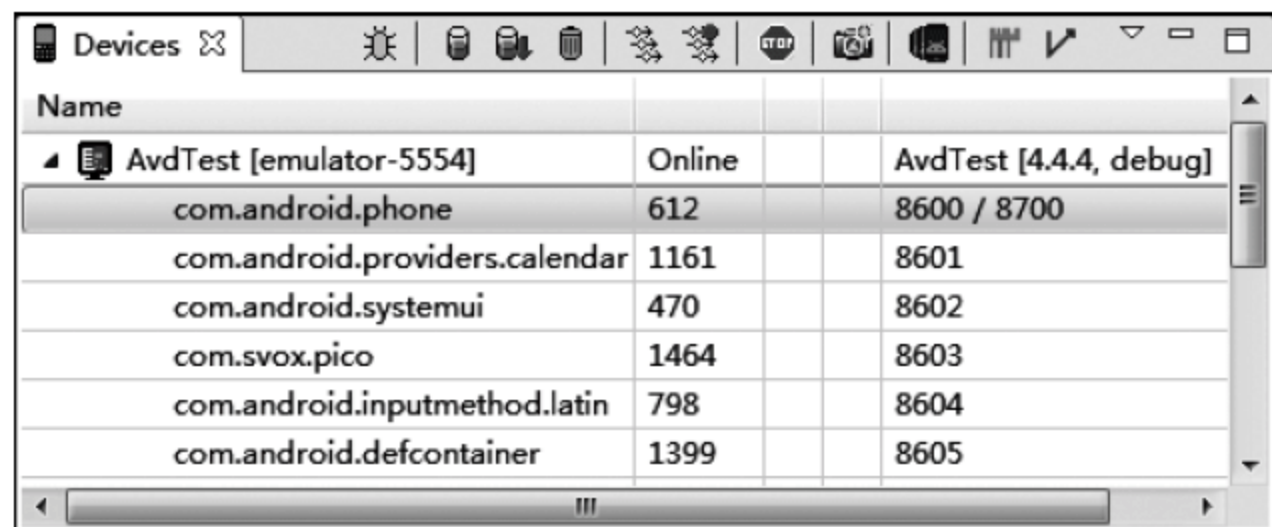 Devices
STOP
Name
AvdTest [emulator-5554] Online AvdTest [4.4.4, debug]
com.android.phone 612 8600 / 8700
com.android.providers.calendar 1161 8601
com.android.systemui 470 8602
com.svox.pico 1464 8603
com.android.inputmethod.latin 798 8604
com.android.defcontainer 1399 8605